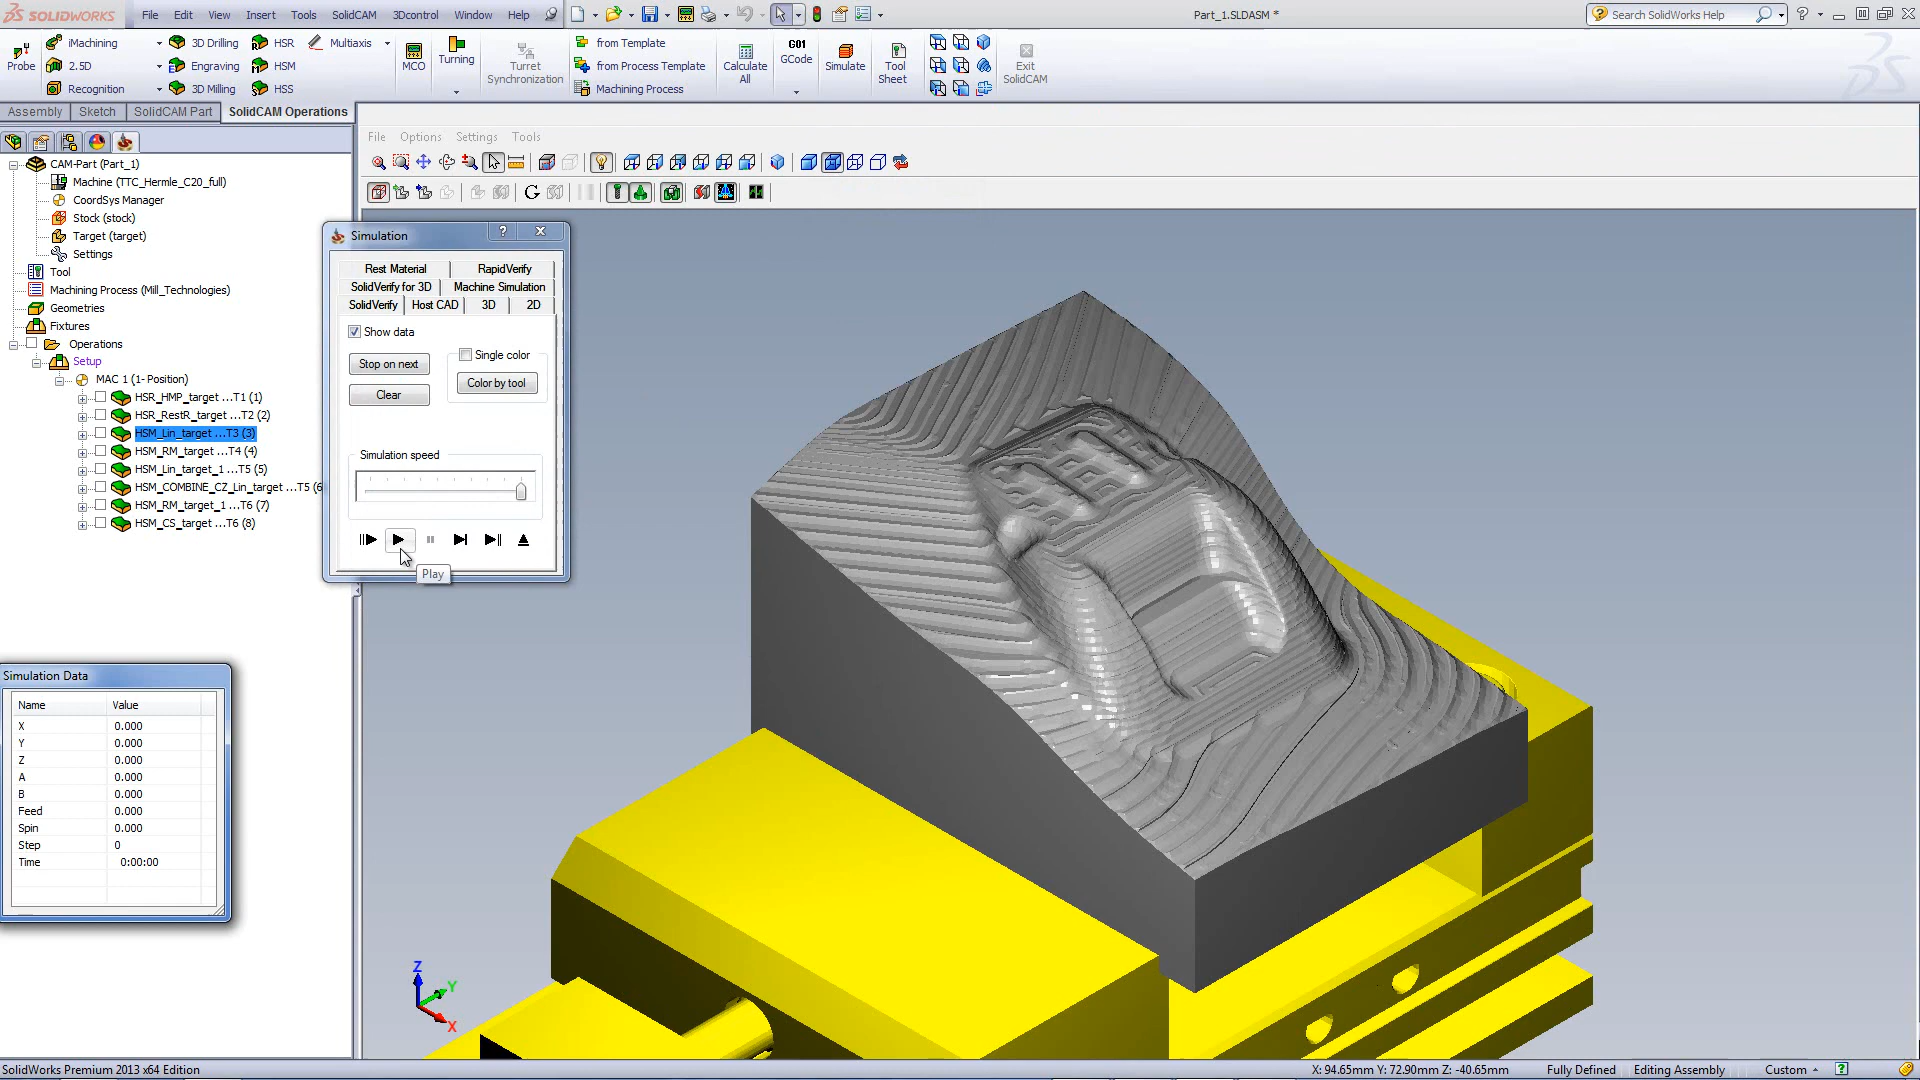 SOLIDWORKS File Edit View Insert Tools SolidCAM 3Dcontrol Window Help Part_1.SLDASM * Search SolidWorks Help
Probe
iMachining
2.5D
Recognition
3D Drilling
Engraving
3D Milling
HSR
HSM
HSS
Multiaxis
MCO
Turning
Turret
Synchronization
from Template
from Process Template
Machining Process
Calculate
All
G01
GCode
Simulate
Tool
Sheet
Exit
SolidCAM
Assembly Sketch SolidCAM Part SolidCAM Operations
File Options Settings Tools
CAM-Part (Part_1)
Machine (TTC_Hermle_C20_full)
CoordSys Manager
Stock (stock)
Target (target)
Settings
Tool
Machining Process (Mill_Technologies)
Geometries
Fixtures
Operations
Setup
MAC 1 (1- Position)
HSR_HMP_target ...T1 (1)
HSR_RestR_target ...T2 (2)
HSM_Lin_target ...T3 (3)
HSM_RM_target ...T4 (4)
HSM_Lin_target_1 ...T5 (5)
HSM_COMBINE_CZ_Lin_target ...T5 (6
HSM_RM_target_1 ...T6 (7)
HSM_CS_target ...T6 (8)
Simulation
Rest Material RapidVerify
SolidVerify for 3D Machine Simulation
SolidVerify Host CAD 3D 2D
Show data
Stop on next
Single color
Color by tool
Clear
Simulation speed
Play
Simulation Data
Name Value
X 0.000
Y 0.000
Z 0.000
A 0.000
B 0.000
Feed 0.000
Spin 0.000
Step 0
Time 0:00:00
Z
Y
X
SolidWorks Premium 2013 x64 Edition X: 94.65mm Y: 72.90mm Z: -40.65mm Fully Defined Editing Assembly Custom